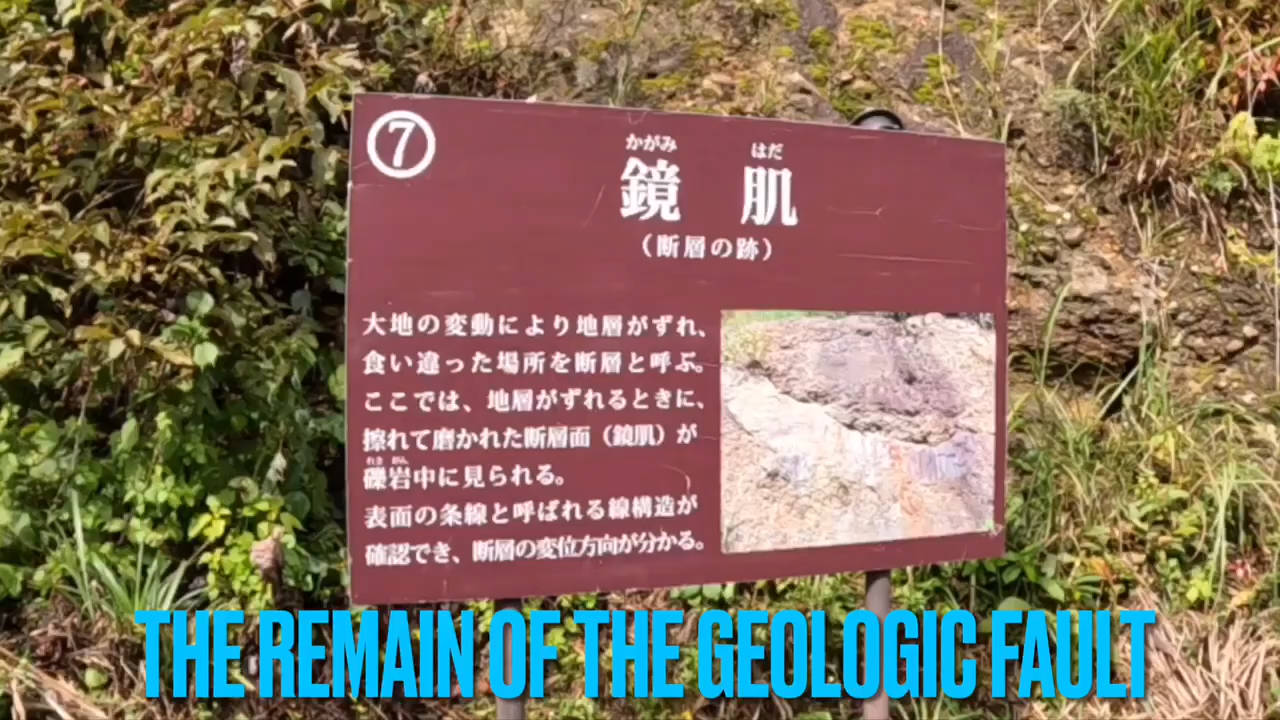 ⑦
かがみ はだ
鏡 肌
(断層の跡)
大地の変動により地層がずれ、
食い違った場所を断層と呼ぶ。
ここでは、地層がずれるときに、
擦れて磨かれた断層面(鏡肌)が
れき がん
礫岩中に見られる。
表面の条線と呼ばれる線構造が
確認でき、断層の変位方向が分かる。
THE REMAIN OF THE GEOLOGIC FAULT